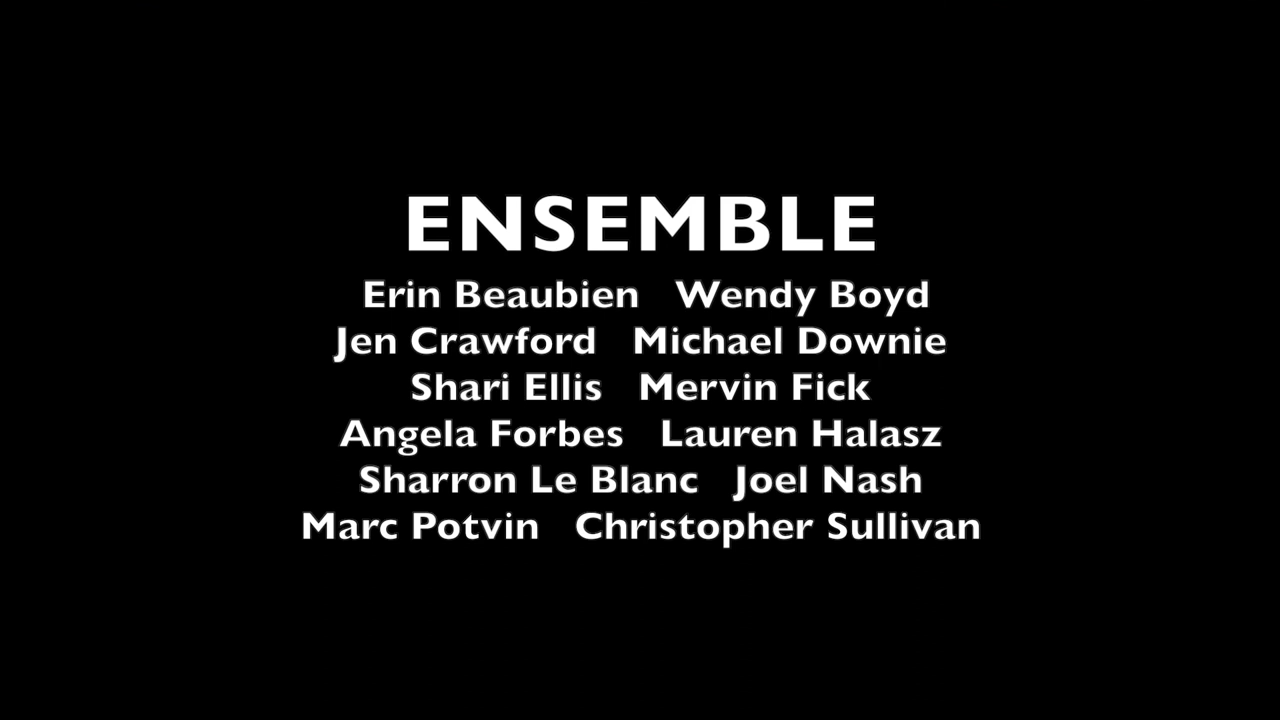 ENSEMBLE
Erin Beaubien Wendy Boyd
Jen Crawford Michael Downie
Shari Ellis Mervin Fick
Angela Forbes Lauren Halasz
Sharron Le Blanc Joel Nash
Marc Potvin Christopher Sullivan